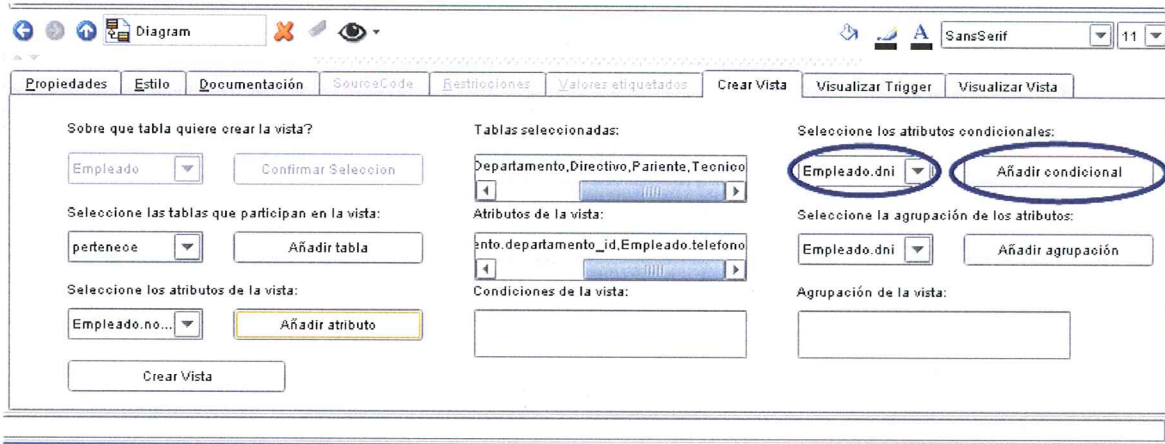 Diagram
SansSerif
11
Propiedades
Estilo
Documentación
SourceCode
Restricciones
Valores etiquetados
Crear Vista
Visualizar Trigger
Visualizar Vista
Sobre que tabla quiere crear la vista?
Empleado
Confirmar Seleccion
Seleccione las tablas que participan en la vista:
pertenece
Añadir tabla
Seleccione los atributos de la vista:
Empleado.no...
Añadir atributo
Crear Vista
Tablas seleccionadas:
Departamento,Directivo,Pariente,Tecnico
Atributos de la vista:
ento.departamento_id,Empleado.telefono
Condiciones de la vista:
Seleccione los atributos condicionales:
Empleado.dni
Añadir condicional
Seleccione la agrupación de los atributos:
Empleado.dni
Añadir agrupación
Agrupación de la vista: